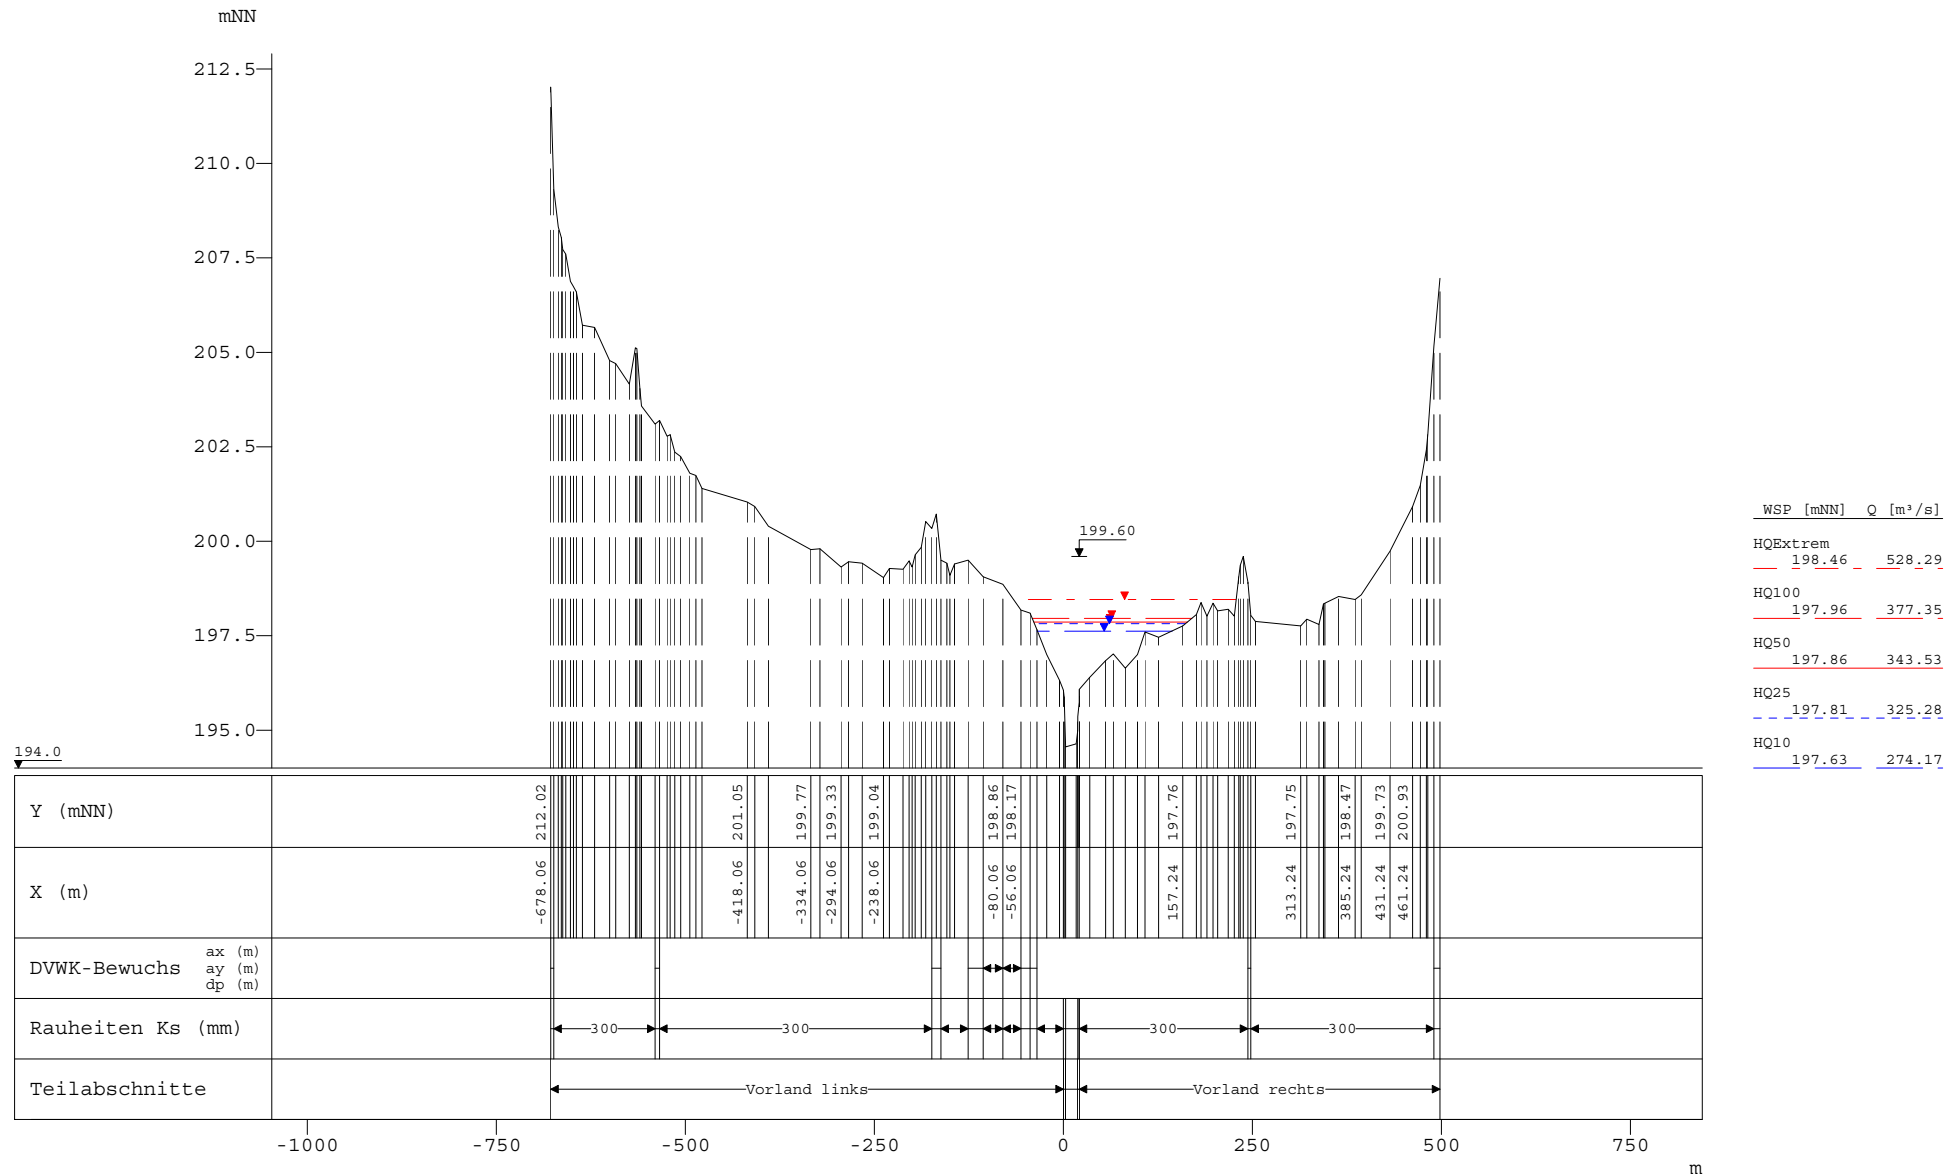 mNN
212.5
210.0
207.5
205.0
202.5
200.0
197.5
195.0
199.60
194.0
WSP [mNN] Q [m³/s]
HQExtrem
198.46 528.29
HQ100
197.96 377.35
HQ50
197.86 343.53
HQ25
197.81 325.28
HQ10
197.63 274.17
Y (mNN) 212.02 201.05 199.77 199.33 199.04 198.86 198.17 197.76 197.75 198.47 199.73 200.93
X (m) -678.06 -418.06 -334.06 -294.06 -238.06 -80.06 -56.06 157.24 313.24 385.24 431.24 461.24
DVWK-Bewuchs
ax (m)
ay (m)
dp (m)
Rauheiten Ks (mm) 300 300 300 300
Teilabschnitte Vorland links Vorland rechts
-1000 -750 -500 -250 0 250 500 750
m